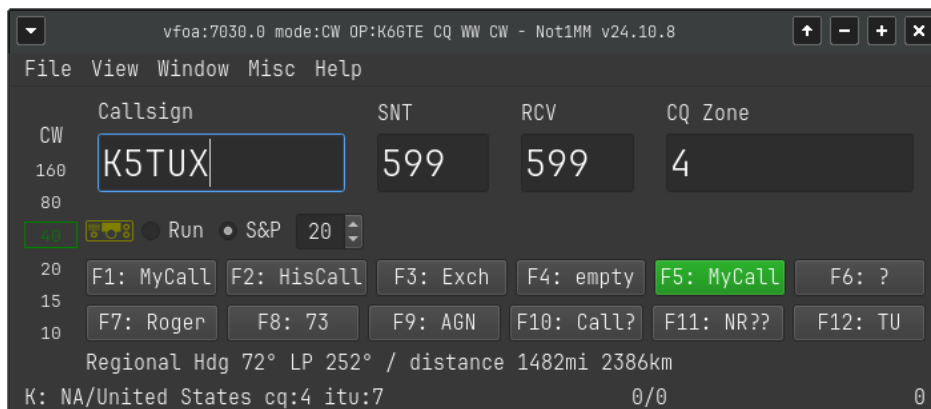 vfoa:7030.0 mode:CW OP:K6GTE CQ WW CW - Not1MM v24.10.8
File View Window Misc Help
Callsign SNT RCV CQ Zone
CW
160
80
40
20
15
10
K5TUX 599 599 4
Run S&P 20
F1: MyCall F2: HisCall F3: Exch F4: empty F5: MyCall F6: ?
F7: Roger F8: 73 F9: AGN F10: Call? F11: NR?? F12: TU
Regional Hdg 72° LP 252° / distance 1482mi 2386km
K: NA/United States cq:4 itu:7 0/0 0